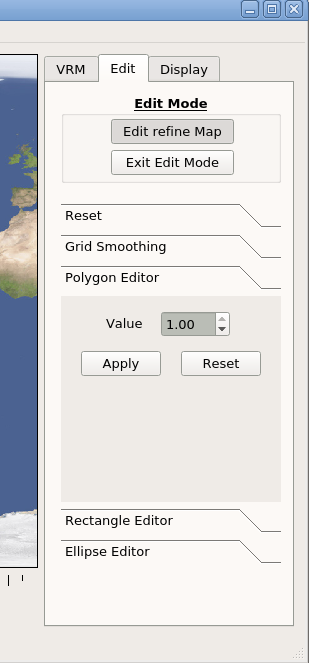 VRM Edit Display
Edit Mode
Edit refine Map
Exit Edit Mode
Reset
Grid Smoothing
Polygon Editor
Value 1.00
Apply Reset
Rectangle Editor
Ellipse Editor